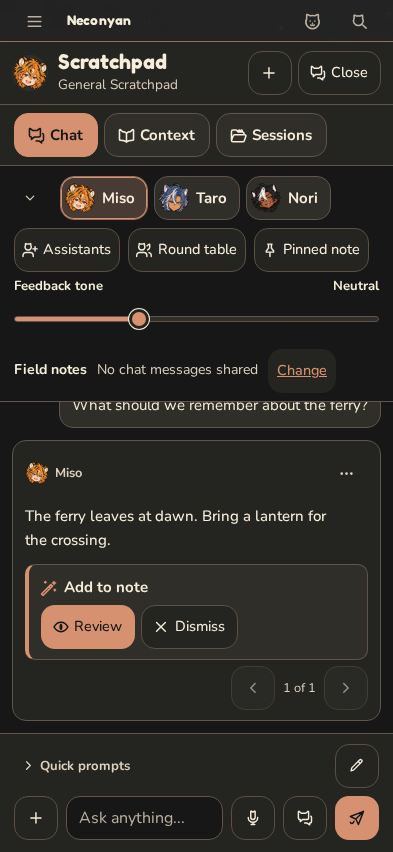 Neconyan
Scratchpad
General Scratchpad
Close
Chat
Context
Sessions
Miso
Taro
Nori
Assistants
Round table
Pinned note
Feedback tone
Neutral
Field notes No chat messages shared Change
What should we remember about the ferry?
Miso
The ferry leaves at dawn. Bring a lantern for
the crossing.
Add to note
Review
Dismiss
1 of 1
Quick prompts
Ask anything...